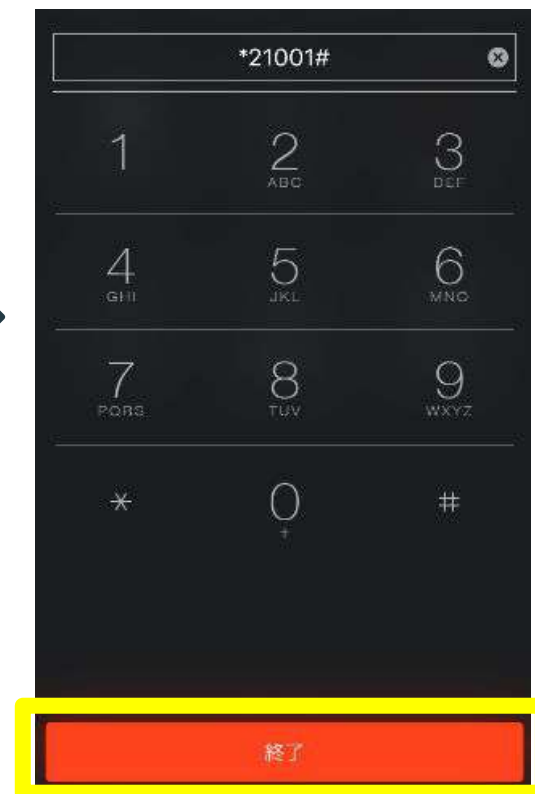 *21001#
1 2 3
ABC DEF
4 5 6
GHI JKL MNO
7 8 9
PQRS TUV WXYZ
* 0 #
+
終了